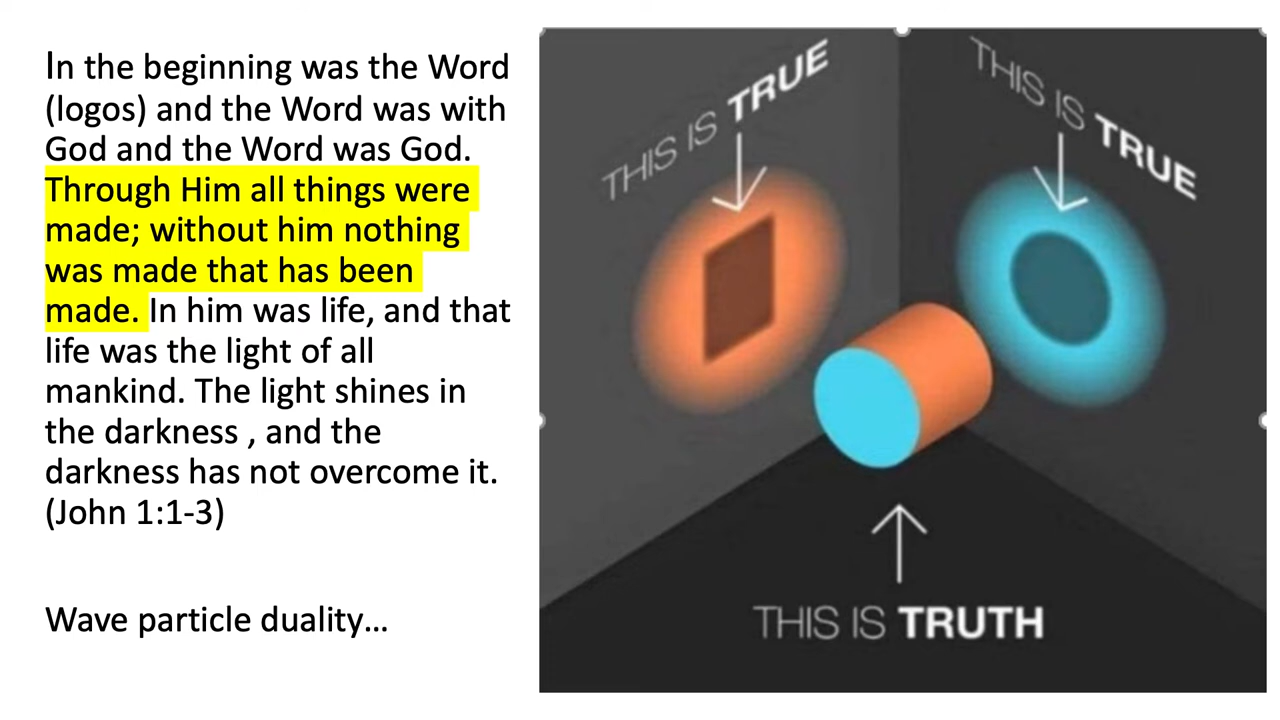 In the beginning was the Word
(logos) and the Word was with
God and the Word was God.
Through Him all things were
made; without him nothing
was made that has been
made. In him was life, and that
life was the light of all
mankind. The light shines in
the darkness , and the
darkness has not overcome it.
(John 1:1-3)
Wave particle duality...
THIS IS TRUE
THIS IS TRUE
THIS IS TRUTH